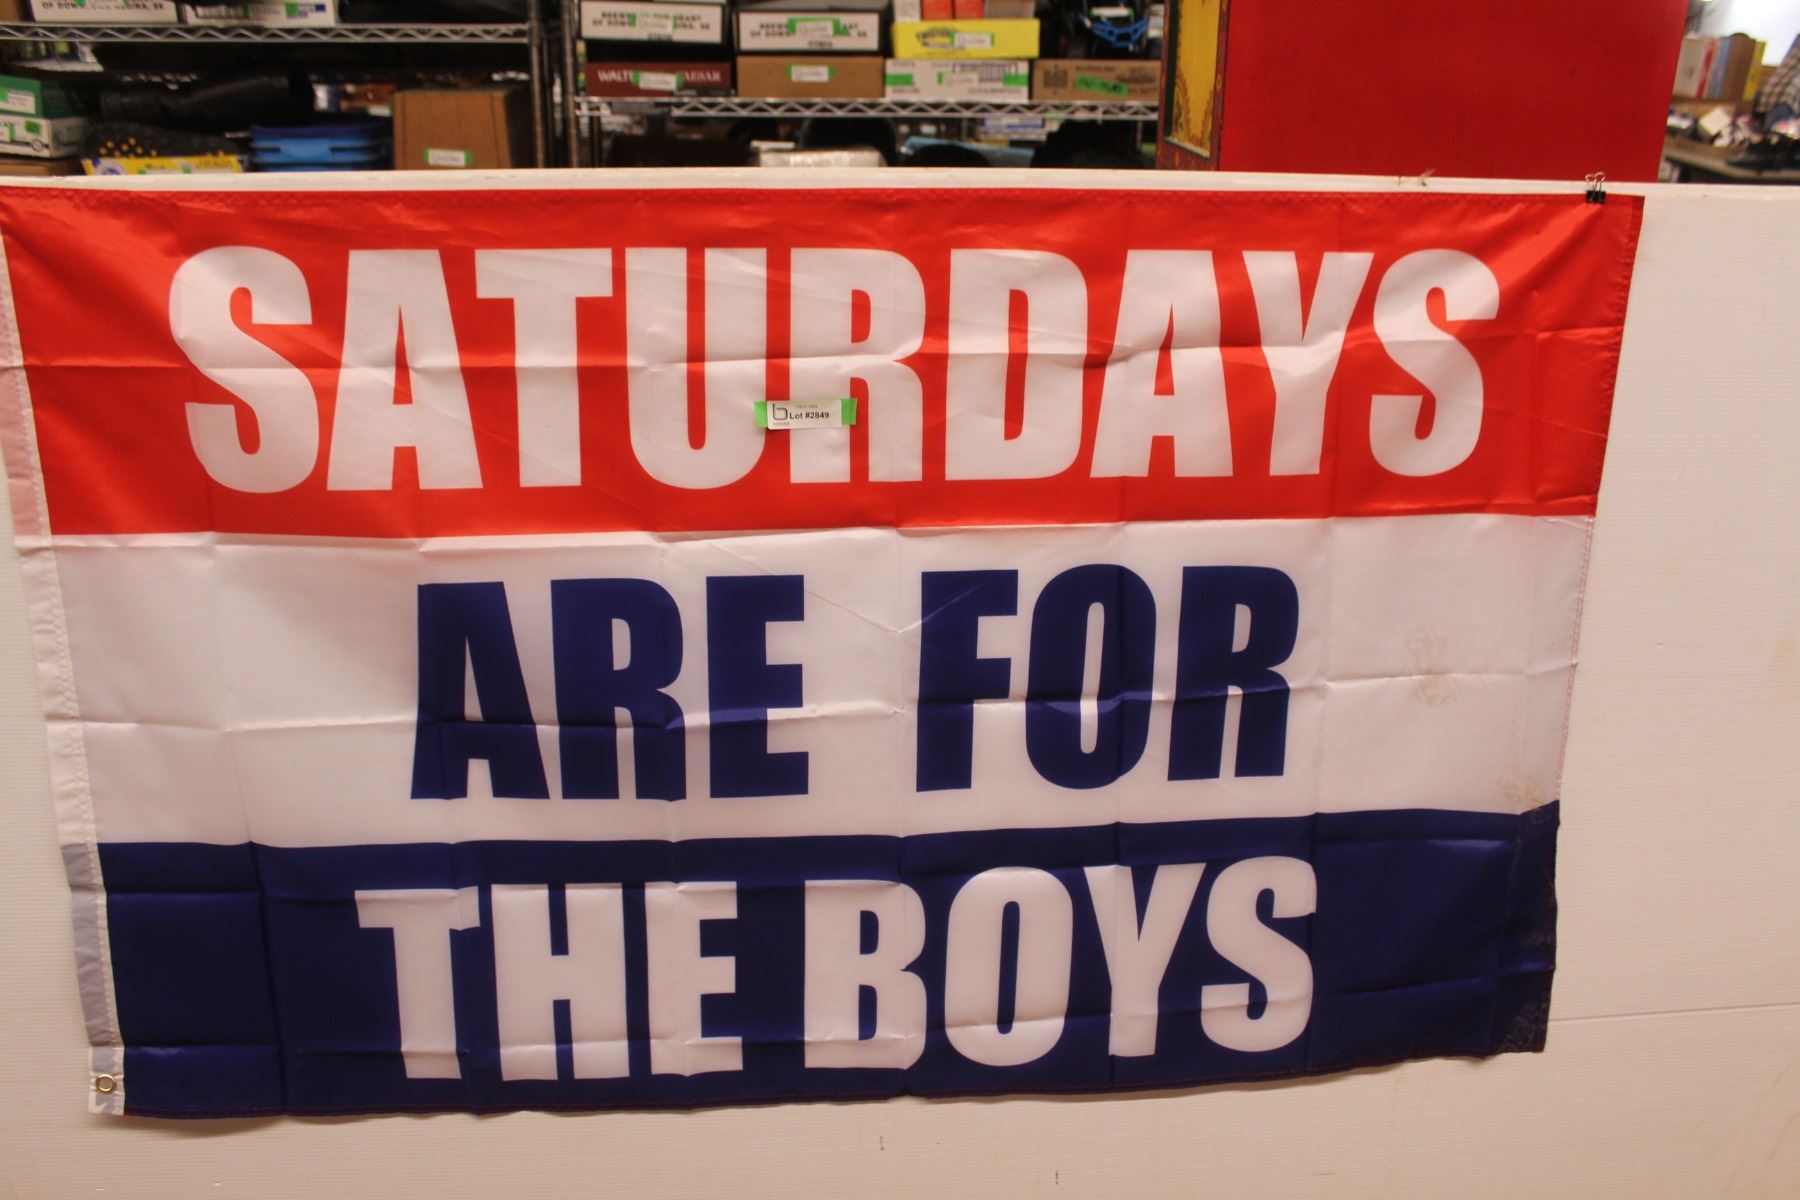 SATURDAYS
Lot #2849
ARE FOR
THE BOYS